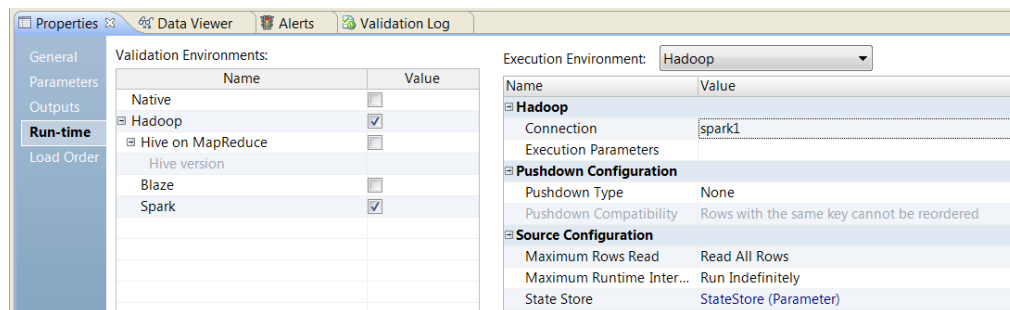 Properties Data Viewer Alerts Validation Log
General
Parameters
Outputs
Run-time
Load Order
Validation Environments:
Name Value
Native
Hadoop
Hive on MapReduce
Hive version
Blaze
Spark
Execution Environment: Hadoop
Name Value
Hadoop
Connection spark1
Execution Parameters
Pushdown Configuration
Pushdown Type None
Pushdown Compatibility Rows with the same key cannot be reordered
Source Configuration
Maximum Rows Read Read All Rows
Maximum Runtime Inter... Run Indefinitely
State Store StateStore (Parameter)